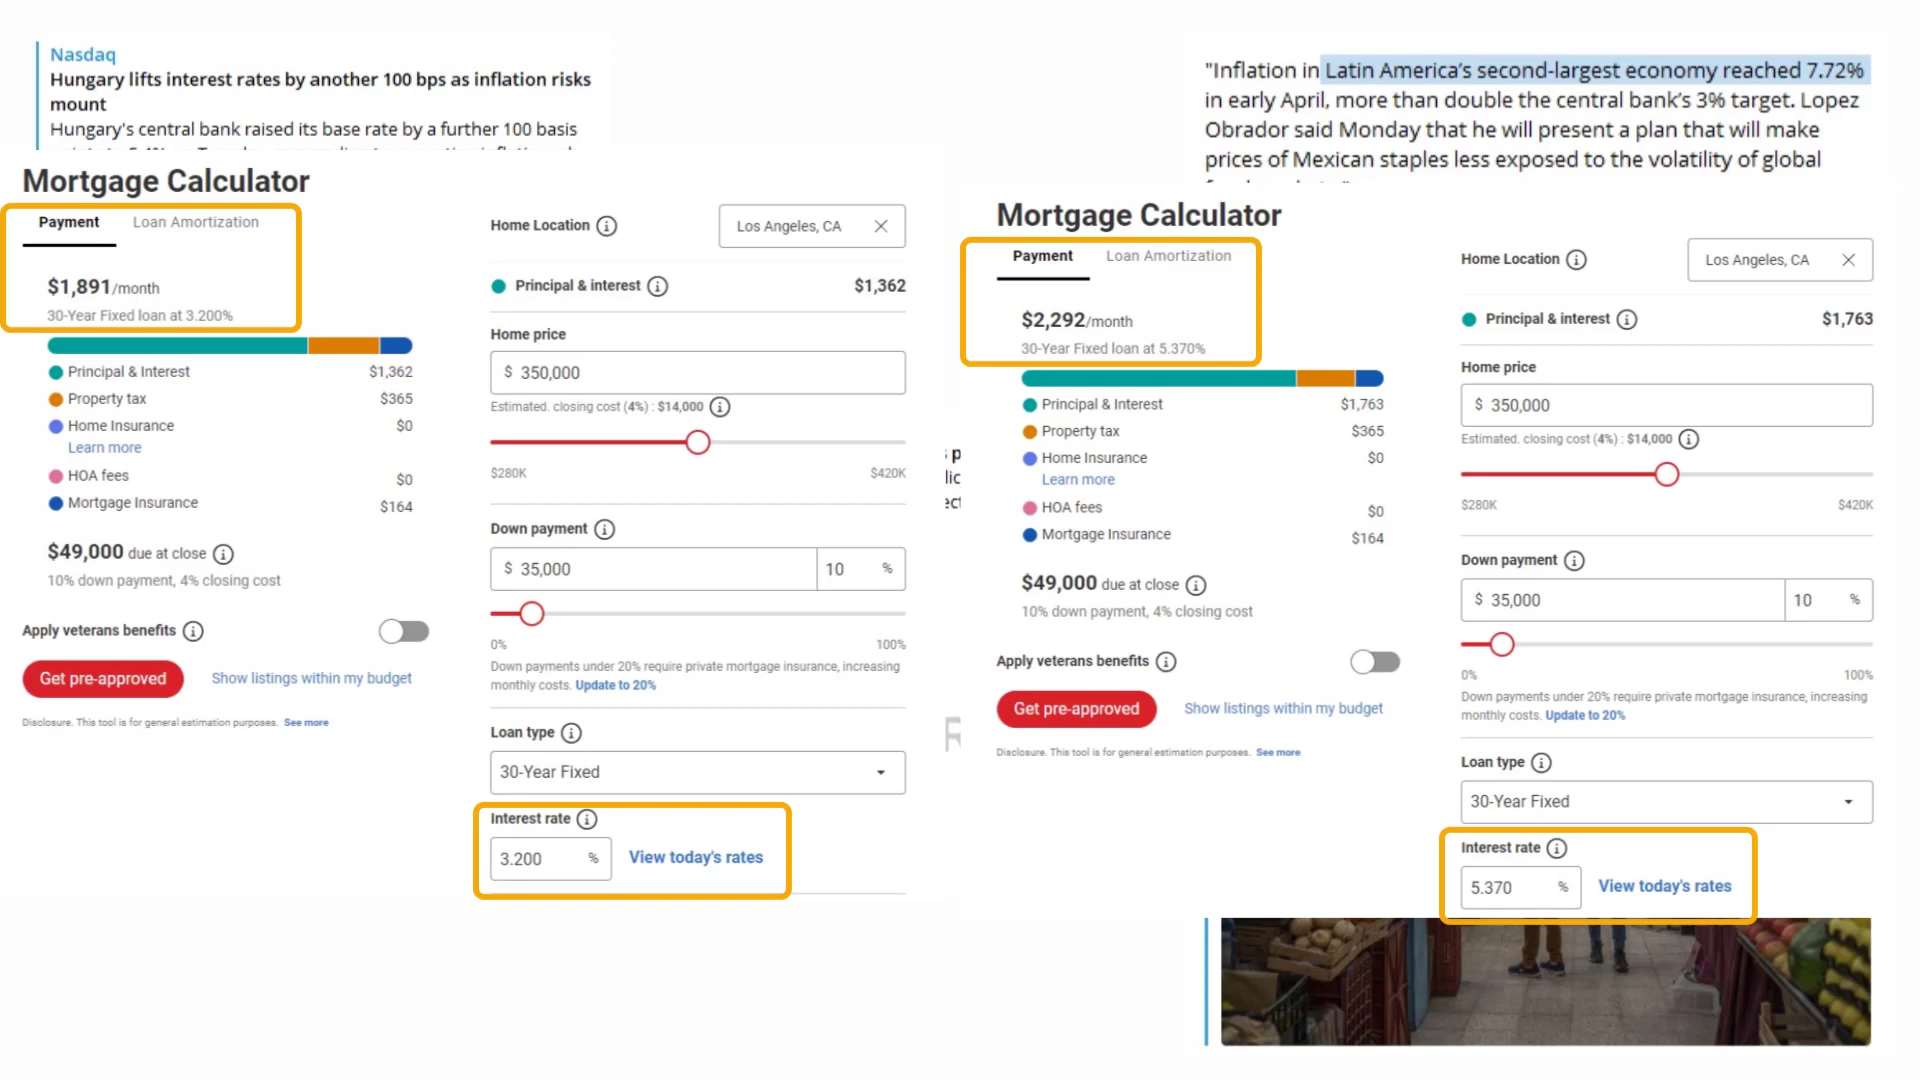 Nasdaq
Hungary lifts interest rates by another 100 bps as inflation risks
mount
Hungary's central bank raised its base rate by a further 100 basis
"Inflation in Latin America's second-largest economy reached 7.72%
in early April, more than double the central bank's 3% target. Lopez
Obrador said Monday that he will present a plan that will make
prices of Mexican staples less exposed to the volatility of global
Mortgage Calculator
Payment Loan Amortization
$1,891/month
30-Year Fixed loan at 3.200%
Principal & Interest $1,362
Property tax $365
Home Insurance $0
Learn more
HOA fees $0
Mortgage Insurance $164
$49,000 due at close
10% down payment, 4% closing cost
Apply veterans benefits
Get pre-approved Show listings within my budget
Disclosure. This tool is for general estimation purposes. See more
Home Location Los Angeles, CA
Principal & interest $1,362
Home price
$ 350,000
Estimated. closing cost (4%) : $14,000
$280K $420K
Down payment
$ 35,000 10 %
0% 100%
Down payments under 20% require private mortgage insurance, increasing
monthly costs. Update to 20%
Loan type
30-Year Fixed
Interest rate
3.200 % View today's rates
Mortgage Calculator
Payment Loan Amortization
$2,292/month
30-Year Fixed loan at 5.370%
Principal & Interest $1,763
Property tax $365
Home Insurance $0
Learn more
HOA fees $0
Mortgage Insurance $164
$49,000 due at close
10% down payment, 4% closing cost
Apply veterans benefits
Get pre-approved Show listings within my budget
Disclosure. This tool is for general estimation purposes. See more
Home Location Los Angeles, CA
Principal & interest $1,763
Home price
$ 350,000
Estimated. closing cost (4%) : $14,000
$280K $420K
Down payment
$ 35,000 10 %
0% 100%
Down payments under 20% require private mortgage insurance, increasing
monthly costs. Update to 20%
Loan type
30-Year Fixed
Interest rate
5.370 % View today's rates